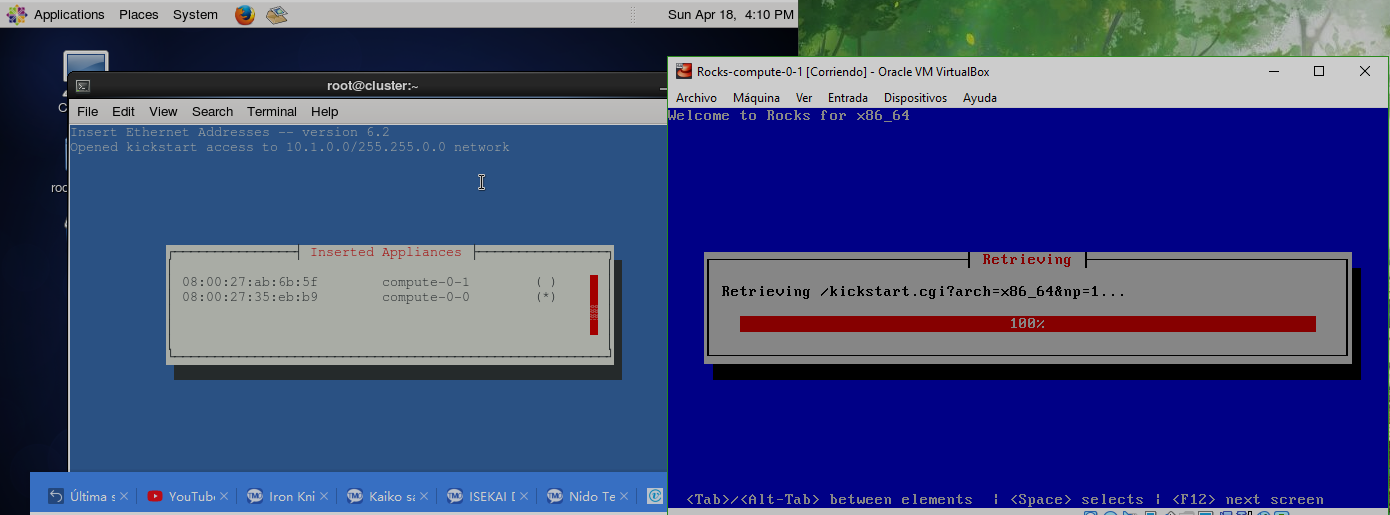 Applications Places System
Sun Apr 18, 4:10 PM
root@cluster:~
File Edit View Search Terminal Help
Insert Ethernet Addresses -- version 6.2
Opened kickstart access to 10.1.0.0/255.255.0.0 network
Inserted Appliances
08:00:27:ab:6b:5f compute-0-1 ( )
08:00:27:35:eb:b9 compute-0-0 (*)
Última s
YouTube
Iron Kni
Kaiko sa
ISEKAI
Nido Te
Rocks-compute-0-1 [Corriendo] - Oracle VM VirtualBox
Archivo Máquina Ver Entrada Dispositivos Ayuda
Welcome to Rocks for x86_64
Retrieving
Retrieving /kickstart.cgi?arch=x86_64&np=1...
100%
<Tab>/<Alt-Tab> between elements | <Space> selects | <F12> next screen